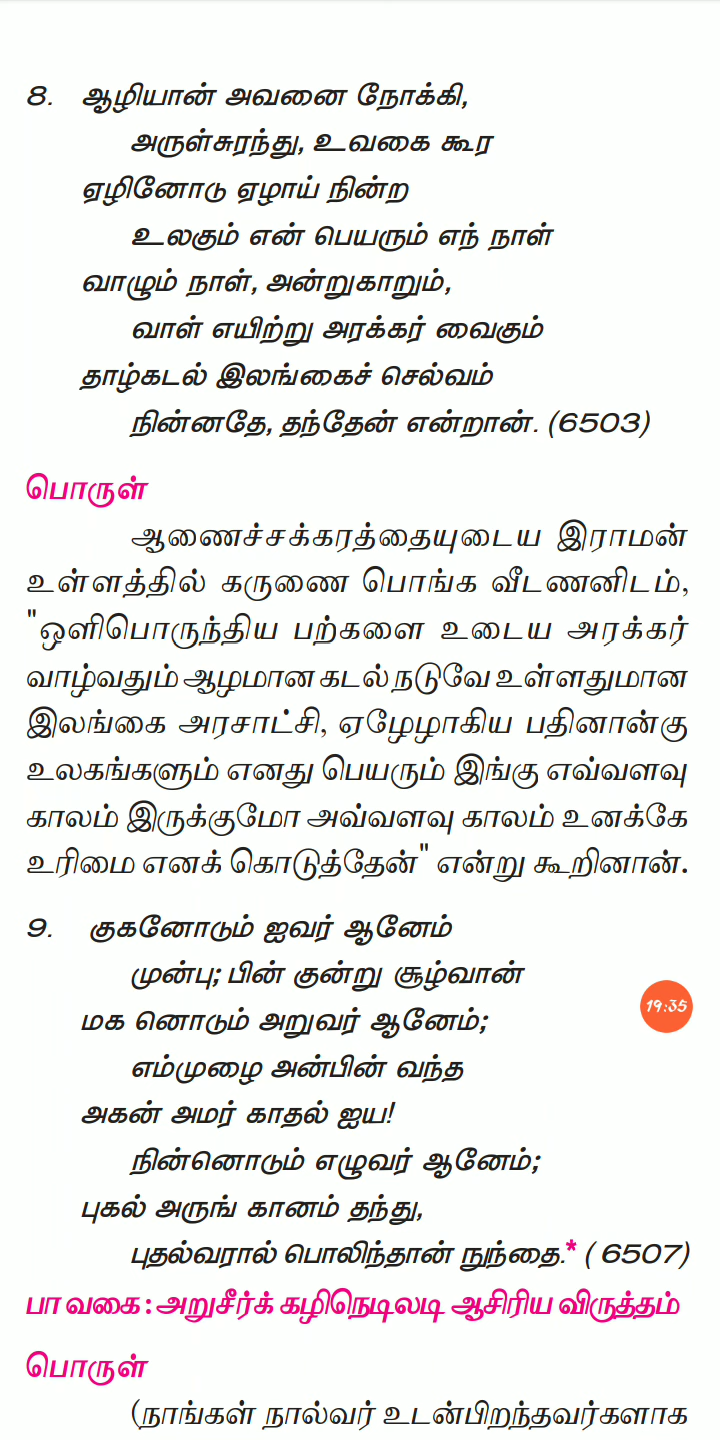 8. ஆழியான் அவனை நோக்கி,
அருள்சுரந்து, உவகை கூர
ஏழினோடு ஏழாய் நின்ற
உலகும் என் பெயரும் எந் நாள்
வாழும் நாள், அன்றுகாறும்,
வாள் எயிற்று அரக்கர் வைகும்
தாழ்கடல் இலங்கைச் செல்வம்
நின்னதே, தந்தேன் என்றான். (6503)
பொருள்
ஆணைச்சக்கரத்தையுடைய இராமன்
உள்ளத்தில் கருணை பொங்க வீடணனிடம்,
"ஒளிபொருந்திய பற்களை உடைய அரக்கர்
வாழ்வதும் ஆழமான கடல் நடுவே உள்ளதுமான
இலங்கை அரசாட்சி, ஏழேழாகிய பதினான்கு
உலகங்களும் எனது பெயரும் இங்கு எவ்வளவு
காலம் இருக்குமோ அவ்வளவு காலம் உனக்கே
உரிமை எனக் கொடுத்தேன்" என்று கூறினான்.
9. குகனோடும் ஐவர் ஆனேம்
முன்பு; பின் குன்று சூழ்வான்
மக னொடும் அறுவர் ஆனேம்;
எம்முழை அன்பின் வந்த
அகன் அமர் காதல் ஐய!
நின்னொடும் எழுவர் ஆனேம்;
புகல் அருங் கானம் தந்து,
புதல்வரால் பொலிந்தான் நுந்தை.* ( 6507)
பா வகை : அறுசீர்க் கழிநெடிலடி ஆசிரிய விருத்தம்
பொருள்
(நாங்கள் நால்வர் உடன்பிறந்தவர்களாக
19:35